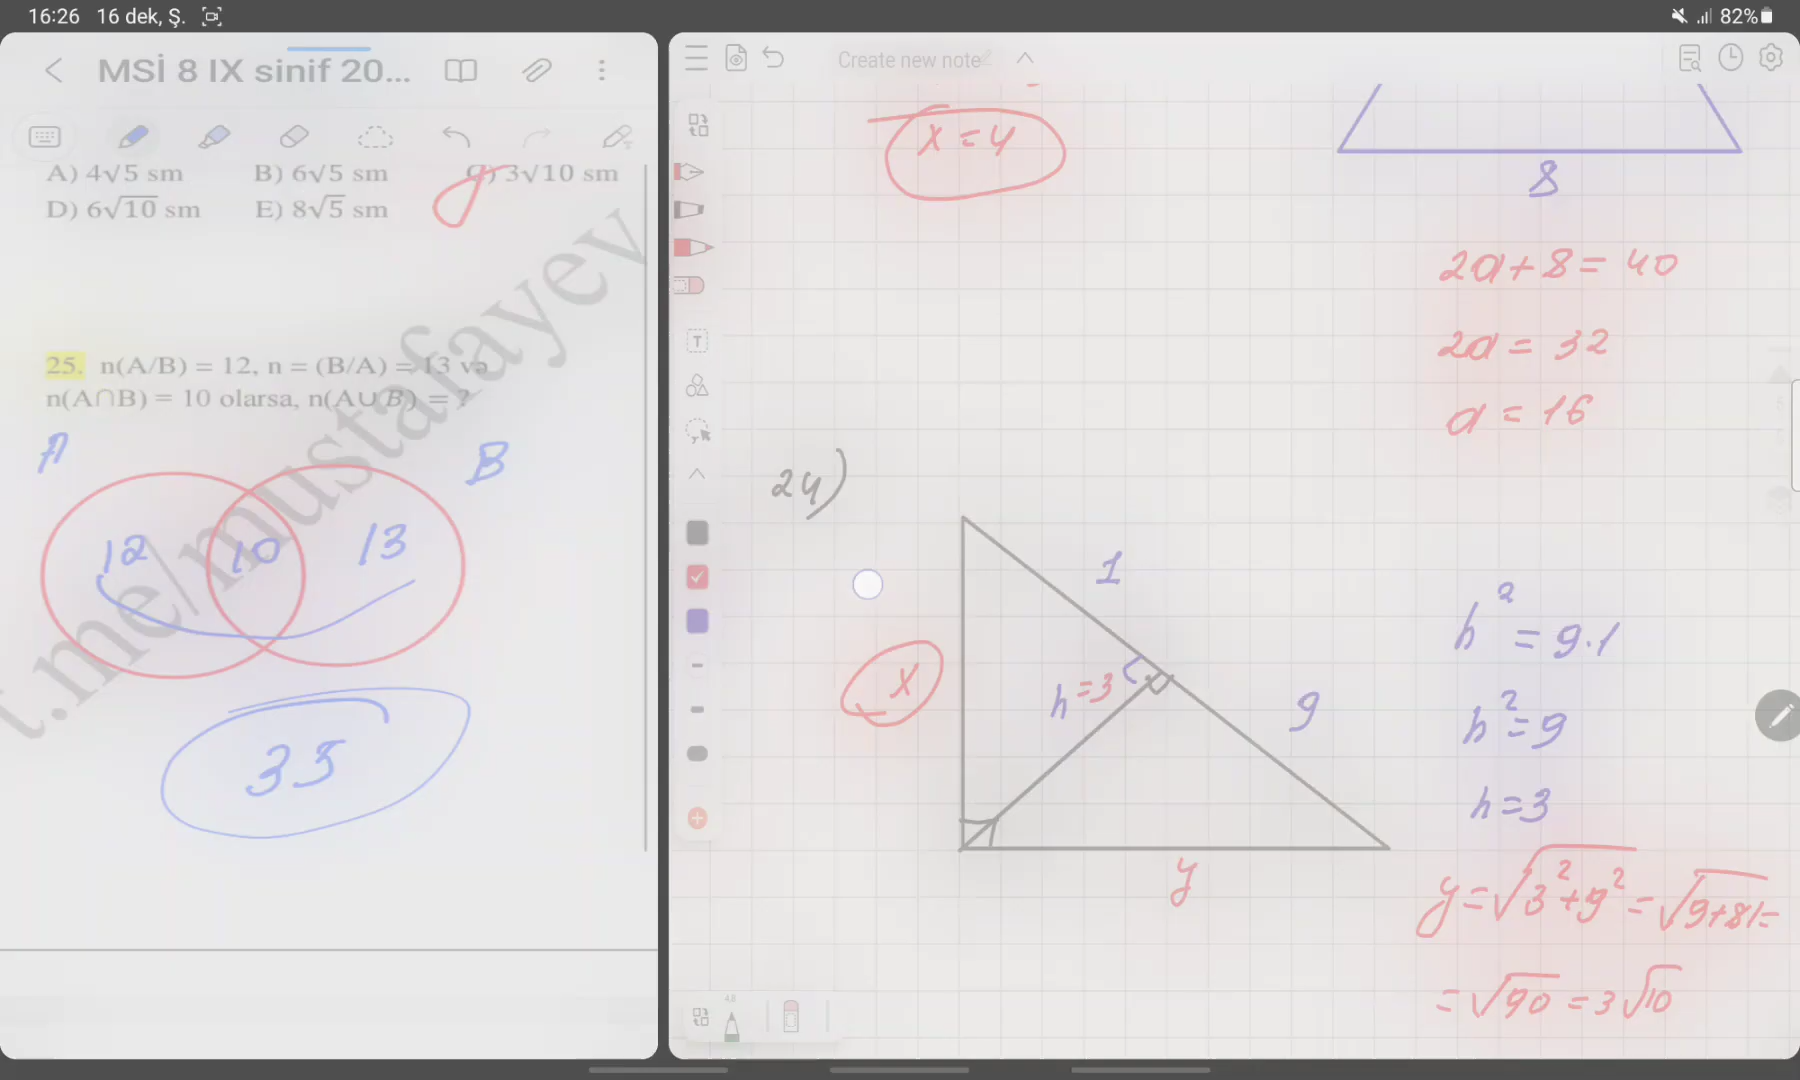 16:26 16 dek, Ş.
82%
MSİ 8 IX sinif 20...
A) 4√5 sm B) 6√5 sm C) 3√10 sm
D) 6√10 sm E) 8√5 sm
25. n(A/B) = 12, n = (B/A) = 13 və
n(A∩B) = 10 olarsa, n(A∪B) = ?
A B
12 10 13
35
t.me/mustafayev
Create new note
x = 4
8
2a + 8 = 40
2a = 32
a = 16
24)
1
x
h = 3
9
y
h² = 9·1
h² = 9
h = 3
y = √3²+9² = √9+81 =
= √90 = 3√10
T
4,8